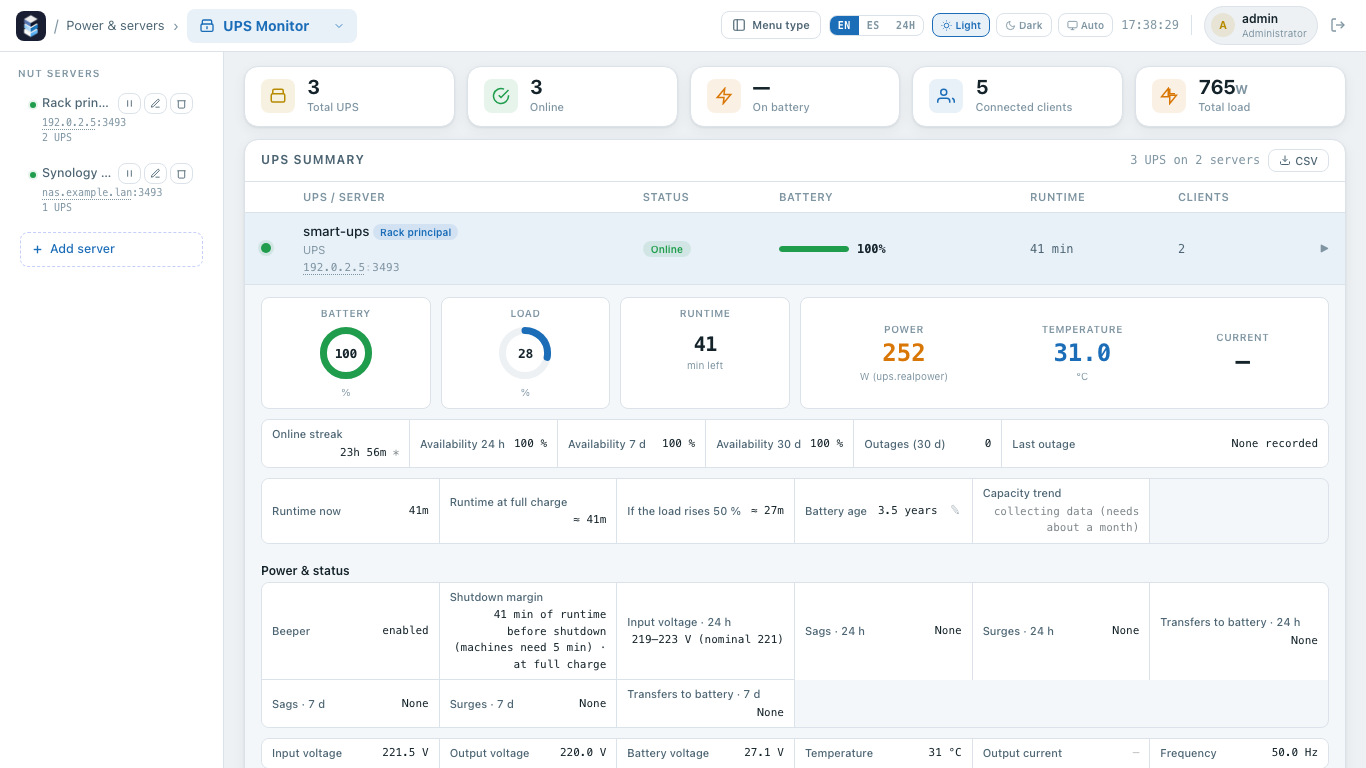 / Power & servers › UPS Monitor
Menu type
EN ES 24H
Light
Dark
Auto
17:38:29
A
admin
Administrator
NUT SERVERS
Rack prin...
192.0.2.5:3493
2 UPS
Synology ...
nas.example.lan:3493
1 UPS
+ Add server
3
Total UPS
3
Online
—
On battery
5
Connected clients
765W
Total load
UPS SUMMARY
3 UPS on 2 servers
CSV
UPS / SERVER STATUS BATTERY RUNTIME CLIENTS
smart-ups Rack principal
UPS
192.0.2.5:3493
Online
100%
41 min
2
BATTERY
100
%
LOAD
28
%
RUNTIME
41
min left
POWER
252
W (ups.realpower)
TEMPERATURE
31.0
°C
CURRENT
—
Online streak
23h 56m *
Availability 24 h 100 %
Availability 7 d 100 %
Availability 30 d 100 %
Outages (30 d) 0
Last outage None recorded
Runtime now 41m
Runtime at full charge
≈ 41m
If the load rises 50 % ≈ 27m
Battery age 3.5 years
Capacity trend
collecting data (needs
about a month)
Power & status
Beeper enabled
Shutdown margin
41 min of runtime
before shutdown
(machines need 5 min) ·
at full charge
Input voltage · 24 h
219–223 V (nominal 221)
Sags · 24 h None
Surges · 24 h None
Transfers to battery · 24 h
None
Sags · 7 d None
Surges · 7 d None
Transfers to battery · 7 d
None
Input voltage 221.5 V
Output voltage 220.0 V
Battery voltage 27.1 V
Temperature 31 °C
Output current —
Frequency 50.0 Hz